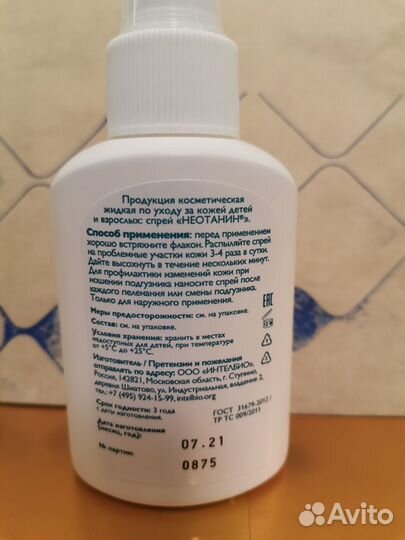 Продукция косметическая
жидкая по уходу за кожей детей
и взрослых: спрей «НЕОТАНИН®».
Способ применения: перед применением
хорошо встряхните флакон. Распыляйте спрей
на проблемные участки кожи 3-4 раза в сутки.
Дайте высохнуть в течение нескольких минут.
Для профилактики изменений кожи при
ношении подгузника наносите спрей после
каждого пеленания или смены подгузника.
Только для наружного применения.
Меры предосторожности: см. на упаковке.
Состав: см. на упаковке.
Условия хранения: хранить в местах
недоступных для детей, при температуре
от +5°С до +25°С.
Изготовитель / Претензии и пожелания
отправлять по адресу: ООО «ИНТЕЛБИО»,
Россия, 142821, Московская область, г. Ступино,
деревня Шматово, ул. Индустриальная, владение 2,
тел.: +7 (495) 924-15-99, intelbio.org
Срок годности: 3 года
с даты изготовления.
Дата изготовления
(месяц, год):
07.21
№ партии:
0875
EAC
12 M
ГОСТ 31679-2012 /
ТР ТС 009/2011
Avito